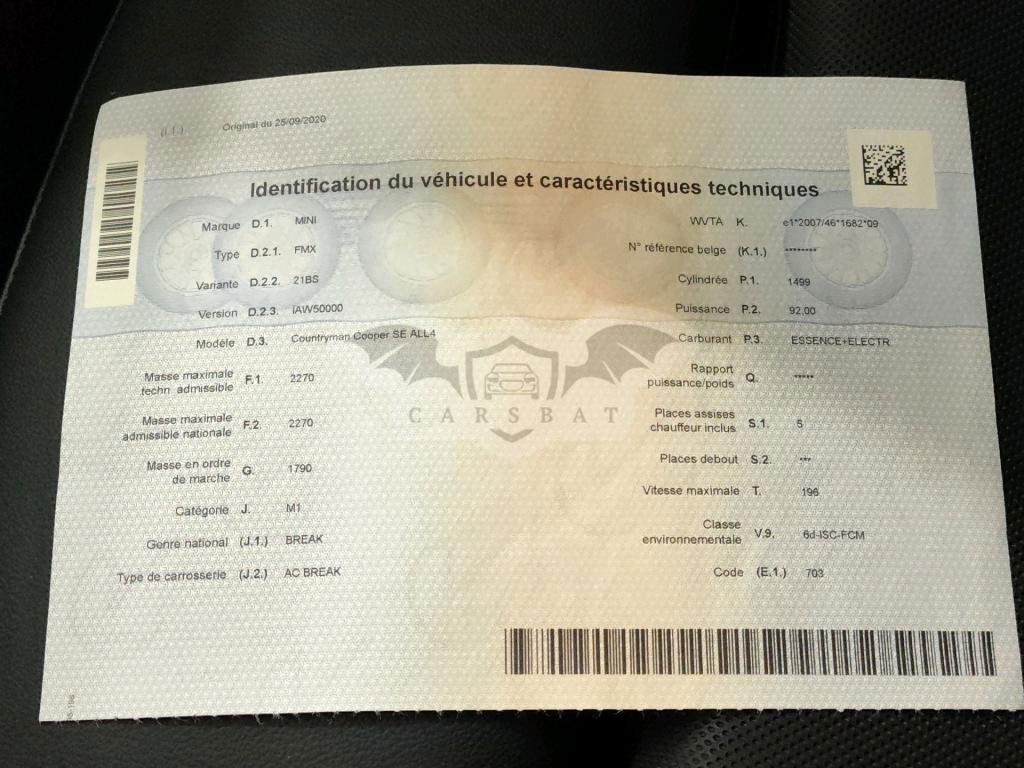 (I.1.) Original du 25/09/2020
Identification du véhicule et caractéristiques techniques
Marque D.1. MINI
Type D.2.1. FMX
Variante D.2.2. 21BS
Version D.2.3. IAW50000
Modèle D.3. Countryman Cooper SE ALL4
Masse maximale
techn. admissible F.1. 2270
Masse maximale
admissible nationale F.2. 2270
Masse en ordre
de marche G. 1790
Catégorie J. M1
Genre national (J.1.) BREAK
Type de carrosserie (J.2.) AC BREAK
WVTA K. e1*2007/46*1682*09
N° référence belge (K.1.) ********
Cylindrée P.1. 1499
Puissance P.2. 92.00
Carburant P.3. ESSENCE+ELECTR.
Rapport
puissance/poids Q. *****
Places assises
chauffeur inclus S.1. 5
Places debout S.2. ***
Vitesse maximale T. 196
Classe
environnementale V.9. 6d-ISC-FCM
Code (E.1.) 703
CARSBAT